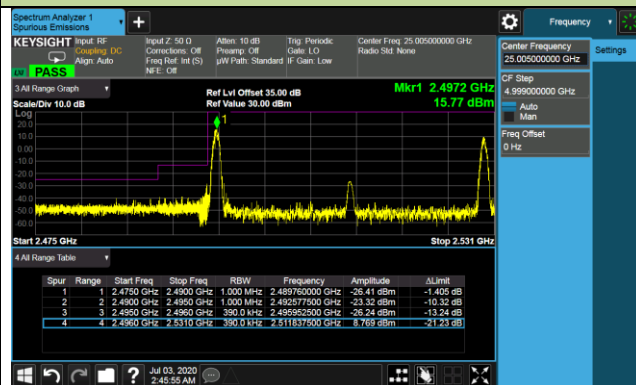 Spectrum Analyzer 1
Spurious Emissions
Frequency
KEYSIGHT Input: RF
Coupling: DC
Align: Auto
Input Z: 50 Ω
Corrections: Off
Freq Ref: Int (S)
NFE: Off
Atten: 10 dB
Preamp: Off
µW Path: Standard
Trig: Periodic
Gate: LO
IF Gain: Low
Center Freq: 25.005000000 GHz
Radio Std: None
PASS
Center Frequency
25.005000000 GHz
Settings
CF Step
4.999000000 GHz
Auto
Man
Freq Offset
0 Hz
3 All Range Graph
Scale/Div 10.0 dB
Ref Lvl Offset 35.00 dB
Ref Value 30.00 dBm
Mkr1 2.4972 GHz
15.77 dBm
Log
20.0
10.0
0.00
-10.0
-20.0
-30.0
-40.0
-50.0
-60.0
1
Start 2.475 GHz
Stop 2.531 GHz
4 All Range Table
Spur Range Start Freq Stop Freq RBW Frequency Amplitude ΔLimit
1 1 2.4750 GHz 2.4900 GHz 1.000 MHz 2.489760000 GHz -26.41 dBm -1.405 dB
2 2 2.4900 GHz 2.4950 GHz 1.000 MHz 2.492577500 GHz -23.32 dBm -10.32 dB
3 3 2.4950 GHz 2.4960 GHz 390.0 kHz 2.495952500 GHz -26.24 dBm -13.24 dB
4 4 2.4960 GHz 2.5310 GHz 390.0 kHz 2.511837500 GHz 8.769 dBm -21.23 dB
Jul 03, 2020
2:45:55 AM